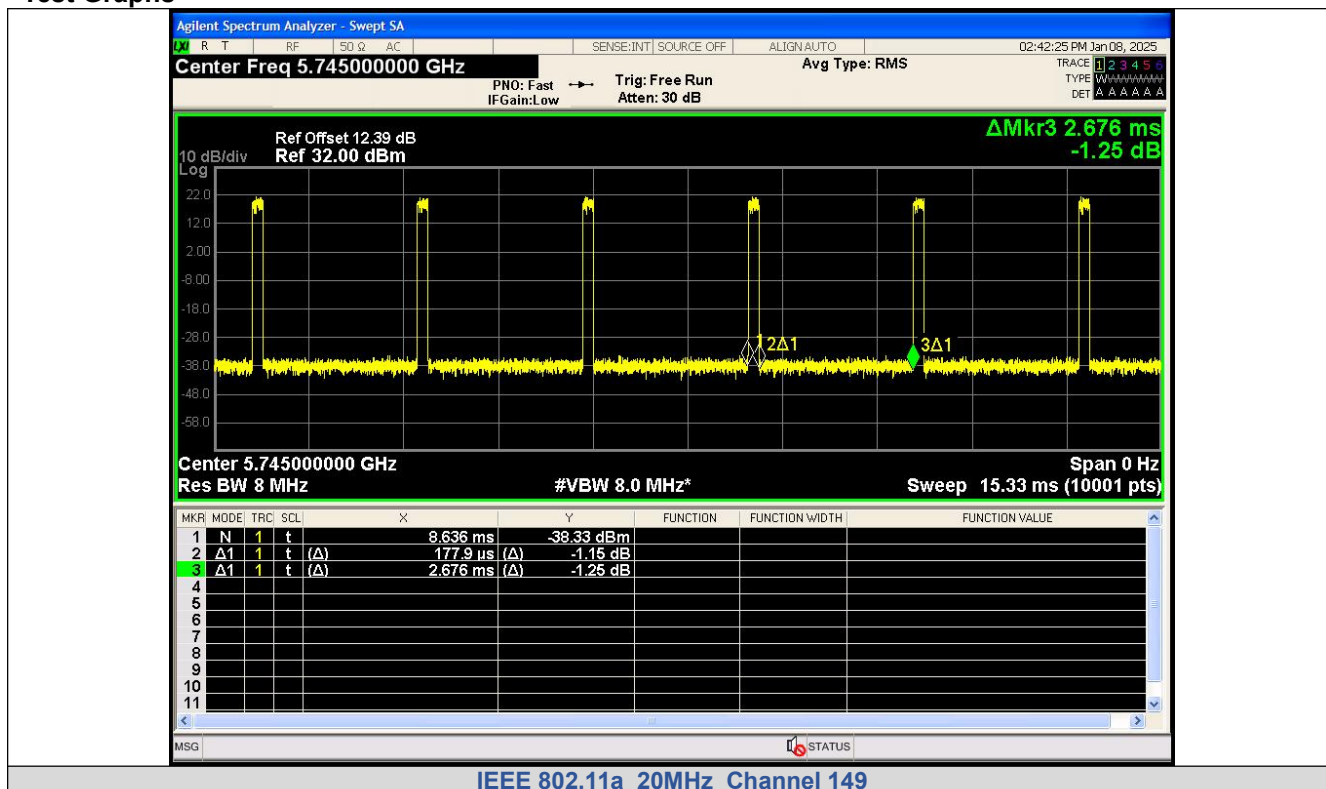 Test Graphs
Agilent Spectrum Analyzer - Swept SA
LXI R T RF 50 Ω AC SENSE:INT SOURCE OFF ALIGN AUTO 02:42:25 PM Jan 08, 2025
Center Freq 5.745000000 GHz
PNO: Fast
IFGain:Low
Trig: Free Run
Atten: 30 dB
Avg Type: RMS
TRACE 1 2 3 4 5 6
TYPE
DET A A A A A A
ΔMkr3 2.676 ms
-1.25 dB
Ref Offset 12.39 dB
10 dB/div Ref 32.00 dBm
Log
22.0
12.0
2.00
-8.00
-18.0
-28.0
-38.0
-48.0
-58.0
1 2Δ1 3Δ1
Center 5.745000000 GHz Span 0 Hz
Res BW 8 MHz #VBW 8.0 MHz* Sweep 15.33 ms (10001 pts)
MKR MODE TRC SCL X Y FUNCTION FUNCTION WIDTH FUNCTION VALUE
1 N 1 t 8.636 ms -38.33 dBm
2 Δ1 1 t (Δ) 177.9 µs (Δ) -1.15 dB
3 Δ1 1 t (Δ) 2.676 ms (Δ) -1.25 dB
4
5
6
7
8
9
10
11
MSG STATUS
IEEE 802.11a_20MHz_Channel 149